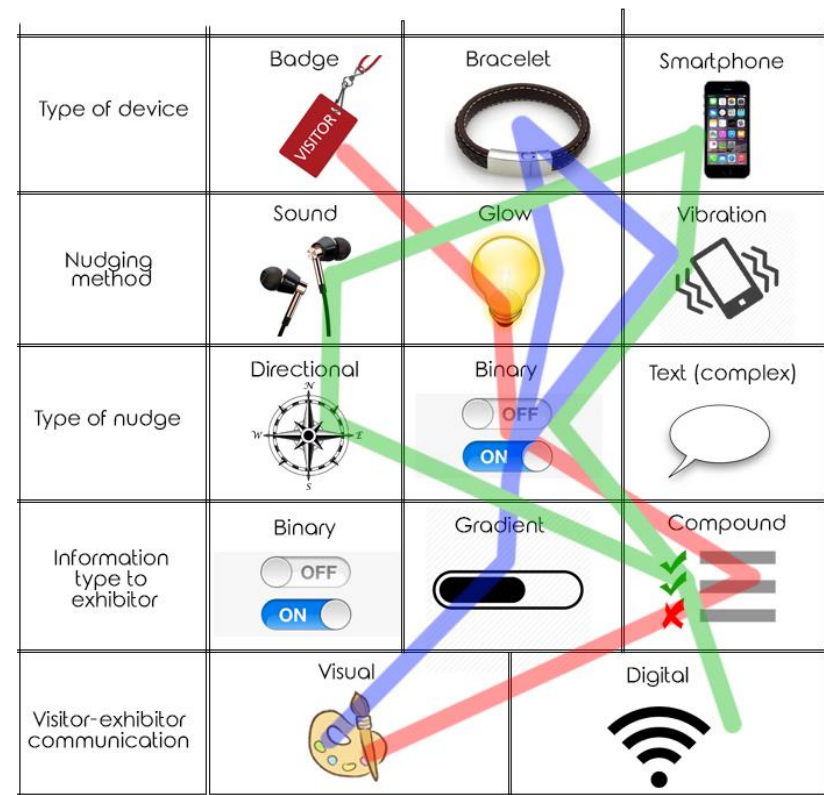 Badge
Bracelet
Smartphone
Type of device
VISITOR
Sound
Glow
Vibration
Nudging
method
Directional
Binary
Text (complex)
N
OFF
Type of nudge
W
E
ON
S
Binary
Gradient
Compound
Information
type to
exhibitor
OFF
ON
Visual
Digital
Visitor-exhibitor
communication